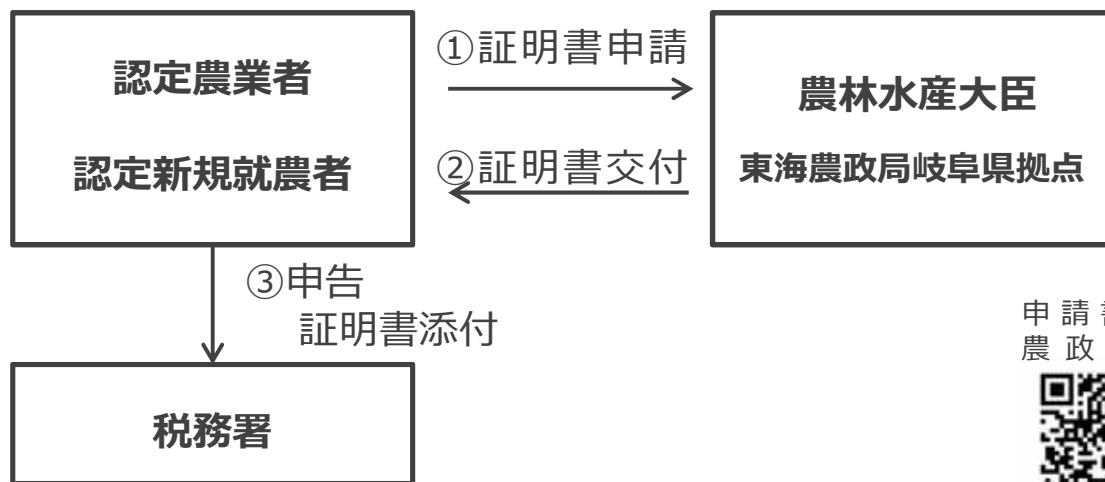 認定農業者
認定新規就農者
①証明書申請
②証明書交付
農林水産大臣
東海農政局岐阜県拠点
③申告
証明書添付
税務署
申請
農政